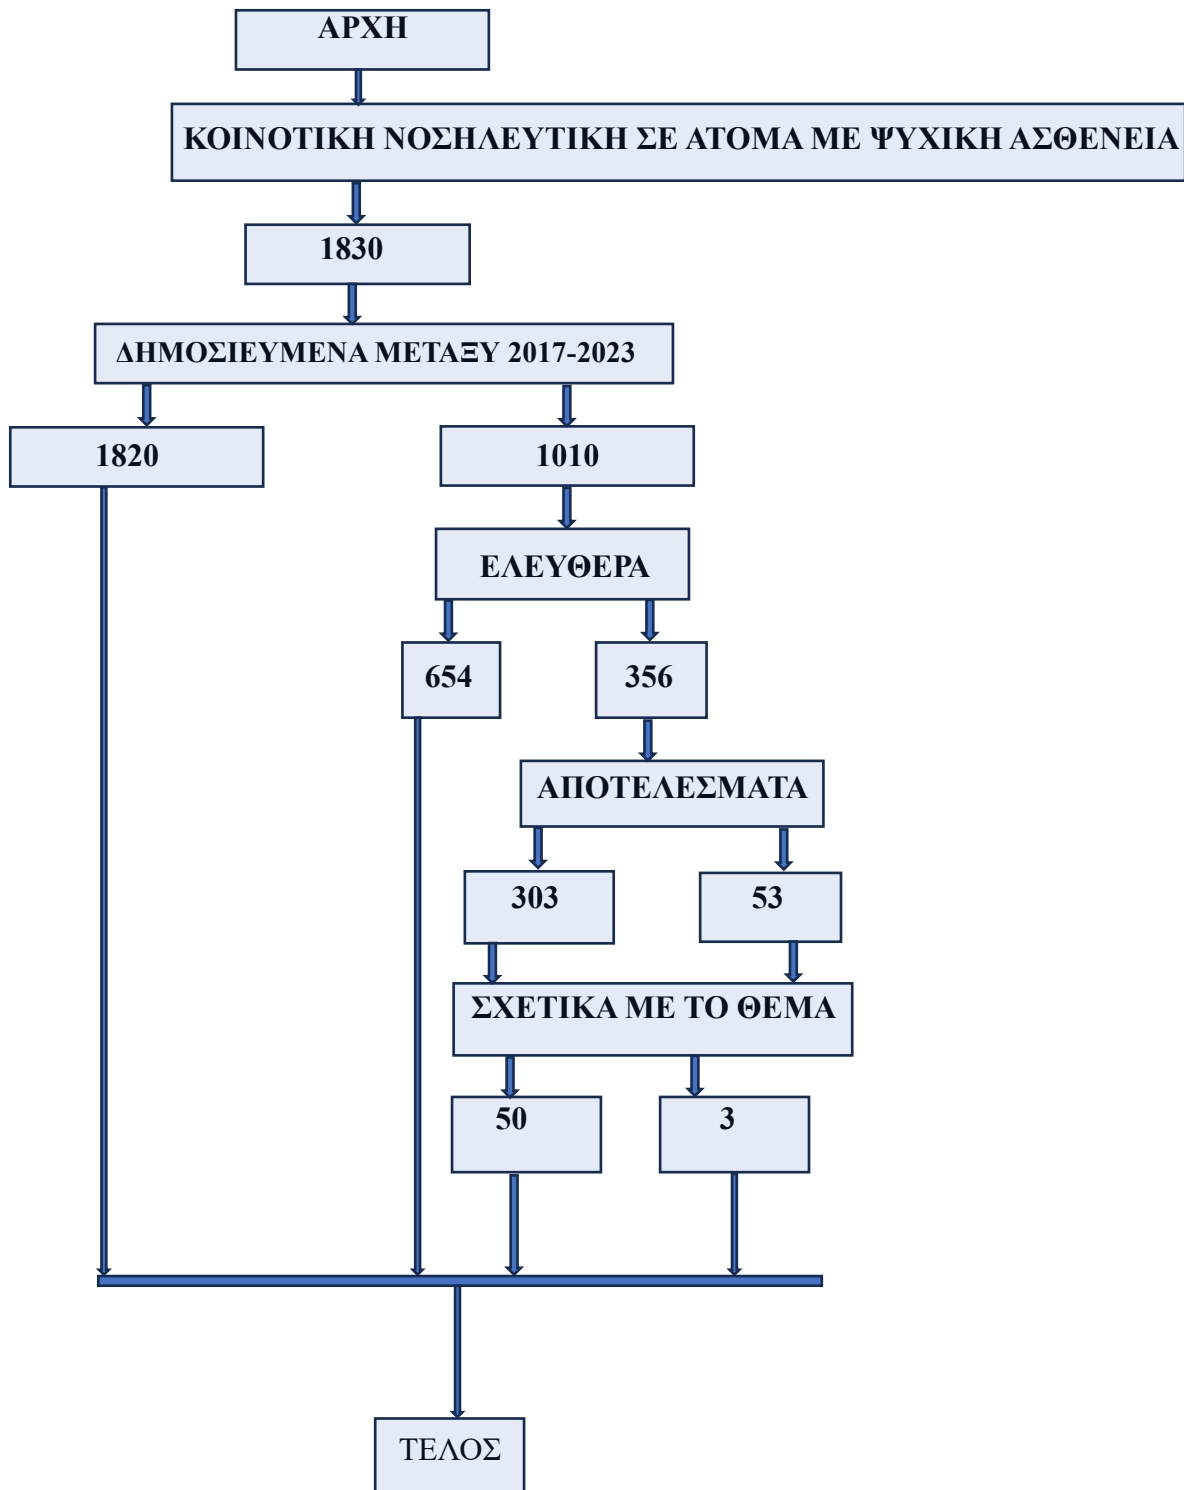 ΑΡΧΗ
ΚΟΙΝΟΤΙΚΗ ΝΟΣΗΛΕΥΤΙΚΗ ΣΕ ΑΤΟΜΑ ΜΕ ΨΥΧΙΚΗ ΑΣΘΕΝΕΙΑ
1830
ΔΗΜΟΣΙΕΥΜΕΝΑ ΜΕΤΑΞΥ 2017-2023
1820
1010
ΕΛΕΥΘΕΡΑ
654
356
ΑΠΟΤΕΛΕΣΜΑΤΑ
303
53
ΣΧΕΤΙΚΑ ΜΕ ΤΟ ΘΕΜΑ
50
3
ΤΕΛΟΣ